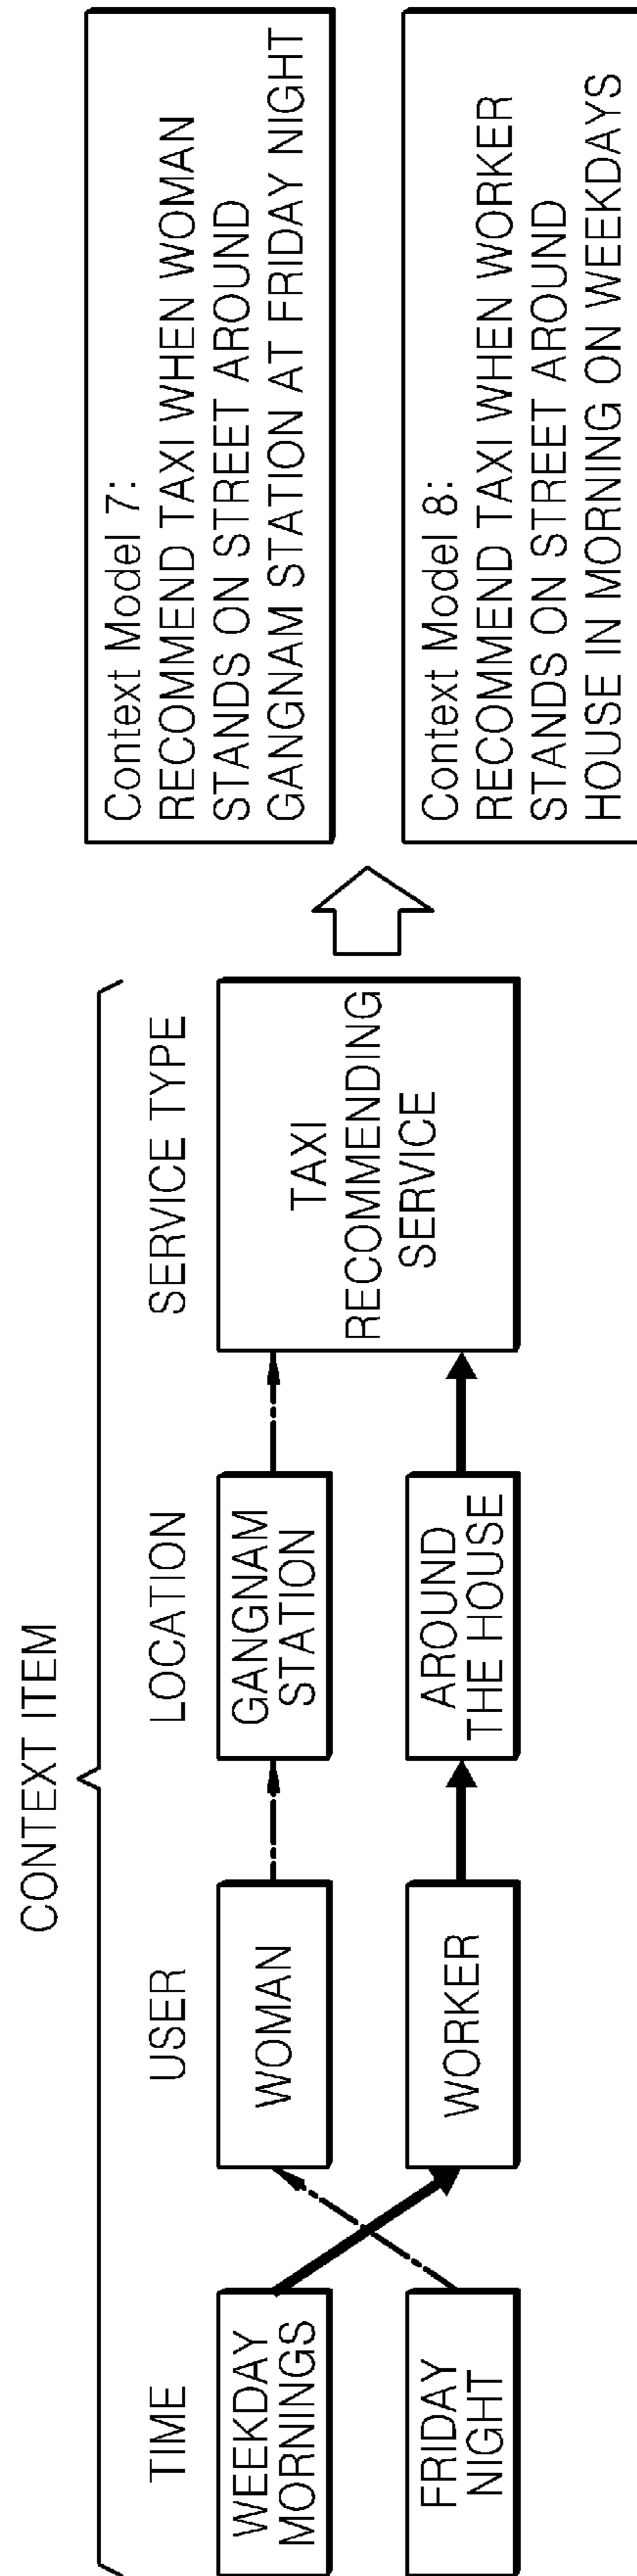 CONTEXT ITEM
TIME
USER
LOCATION
SERVICE TYPE
WEEKDAY
MORNINGS
WOMAN
GANGNAM
STATION
TAXI
RECOMMENDING
SERVICE
FRIDAY
NIGHT
WORKER
AROUND
THE HOUSE
Context Model 7:
RECOMMEND TAXI WHEN WOMAN
STANDS ON STREET AROUND
GANGNAM STATION AT FRIDAY NIGHT
Context Model 8:
RECOMMEND TAXI WHEN WORKER
STANDS ON STREET AROUND
HOUSE IN MORNING ON WEEKDAYS